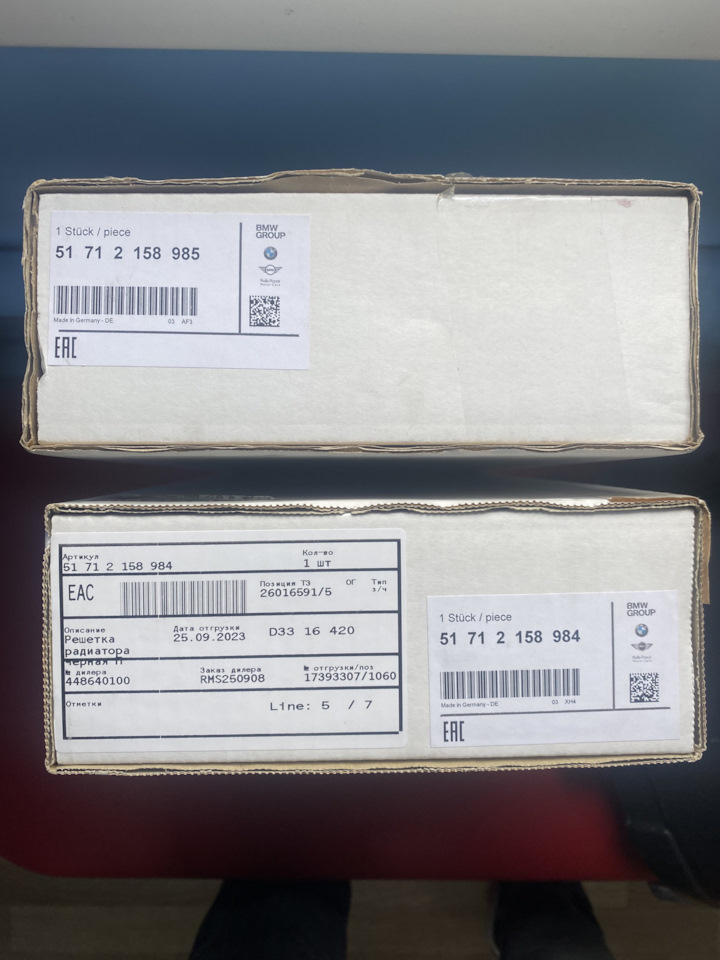 1 Stück / piece
51 71 2 158 985
Made in Germany - DE 03 AF3
EAC
BMW
GROUP
Артикул Кол-во
51 71 2 158 984 1 шт
EAC
Позиция ТЗ ОГ Тип
26016591/5 з/ч
Описание Дата отгрузки
Решетка 25.09.2023 D33 16 420
радиатора
черная П
№ дилера Заказ дилера № отгрузки/поз
448640100 RMS250908 17393307/1060
Отметки
Line: 5 / 7
1 Stück / piece
51 71 2 158 984
Made in Germany - DE 03 XH4
EAC
BMW
GROUP